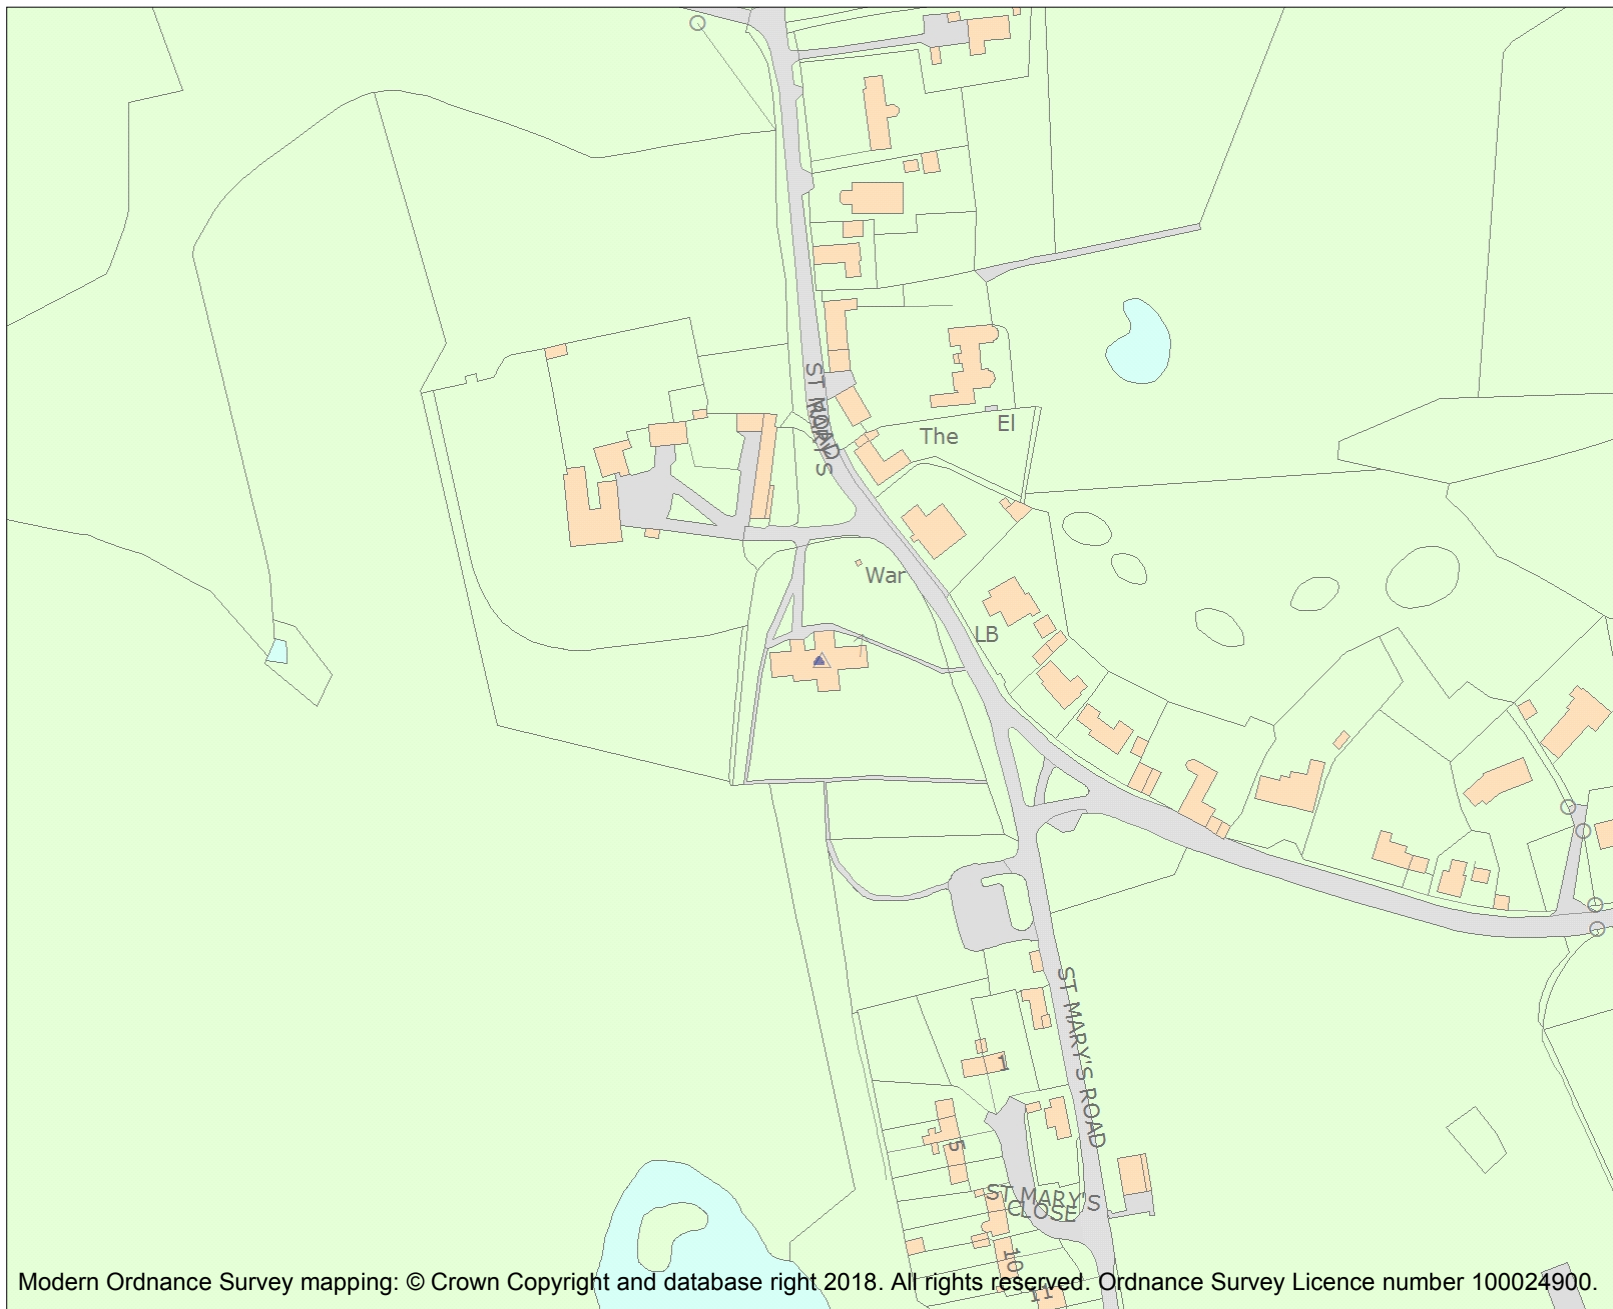 ST MARY'S
ROAD
The
El
War
LB
ST MARY'S ROAD
1
5
ST MARY'S
CLOSE
10
11
Modern Ordnance Survey mapping: © Crown Copyright and database right 2018. All rights reserved. Ordnance Survey Licence number 100024900.